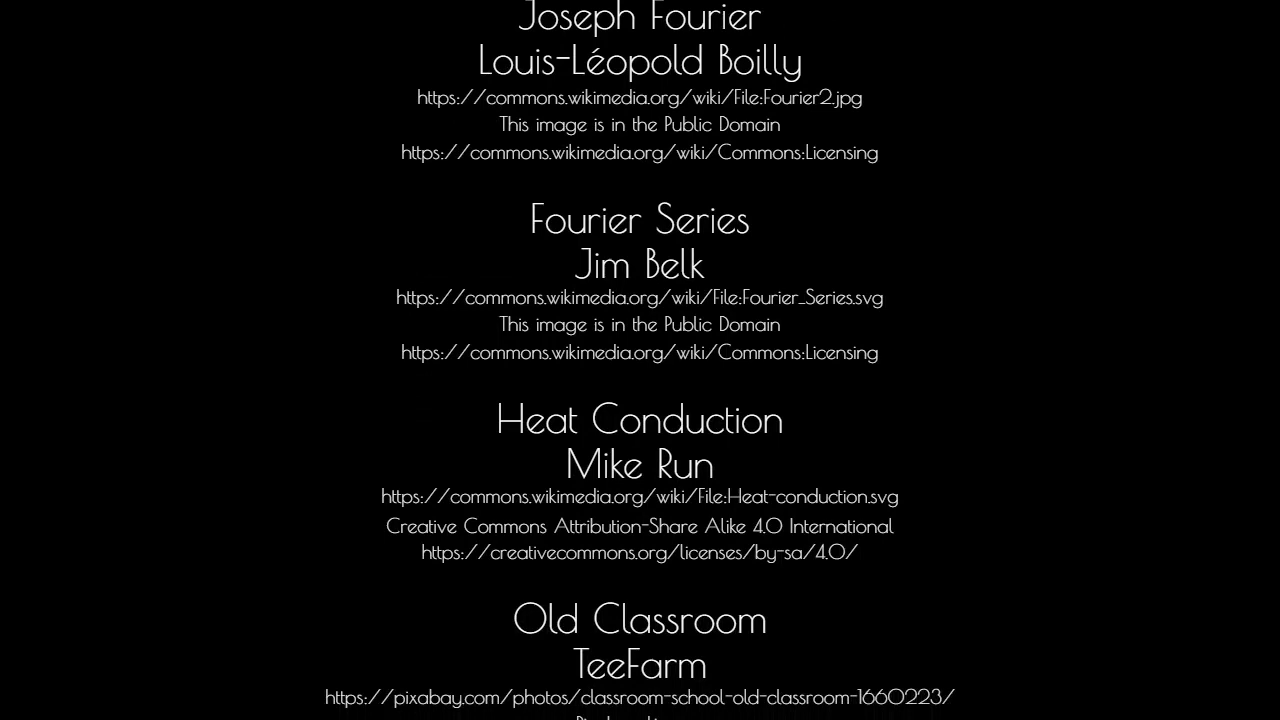 Joseph Fourier
Louis-Léopold Boilly
https://commons.wikimedia.org/wiki/File:Fourier2.jpg
This image is in the Public Domain
https://commons.wikimedia.org/wiki/Commons:Licensing
Fourier Series
Jim Belk
https://commons.wikimedia.org/wiki/File:Fourier_Series.svg
This image is in the Public Domain
https://commons.wikimedia.org/wiki/Commons:Licensing
Heat Conduction
Mike Run
https://commons.wikimedia.org/wiki/File:Heat-conduction.svg
Creative Commons Attribution-Share Alike 4.0 International
https://creativecommons.org/licenses/by-sa/4.0/
Old Classroom
TeeFarm
https://pixabay.com/photos/classroom-school-old-classroom-1660223/